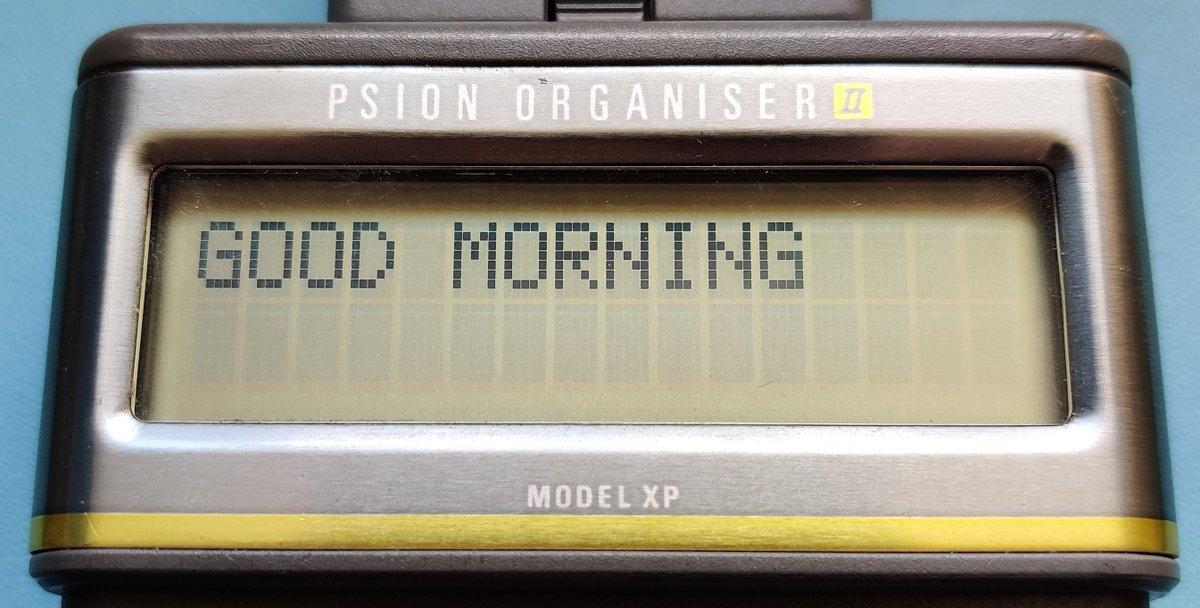 PSION ORGANISER II
GOOD MORNING
MODEL XP